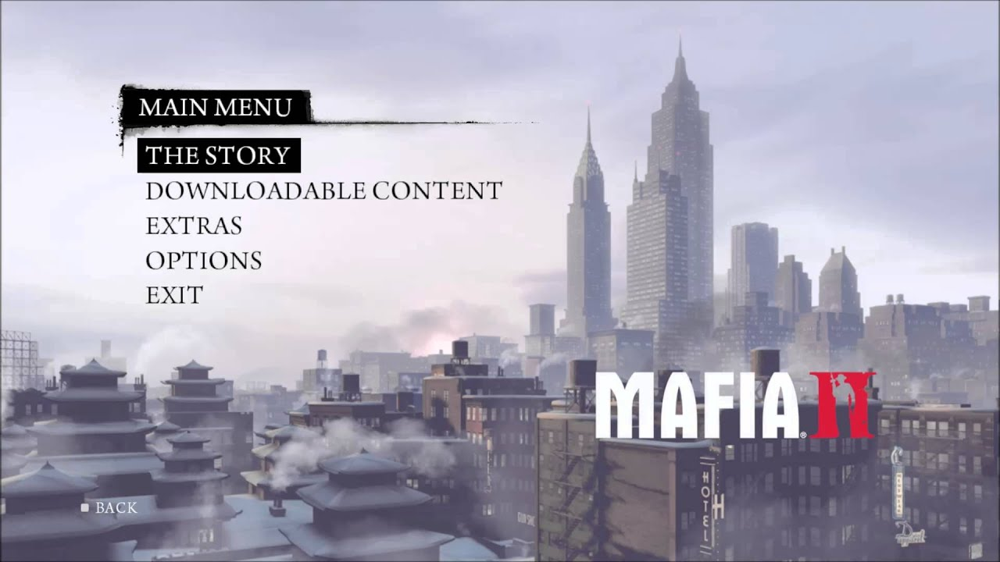 MAIN MENU
THE STORY
DOWNLOADABLE CONTENT
EXTRAS
OPTIONS
EXIT
MAFIA II
®
HOTEL
H
BACK